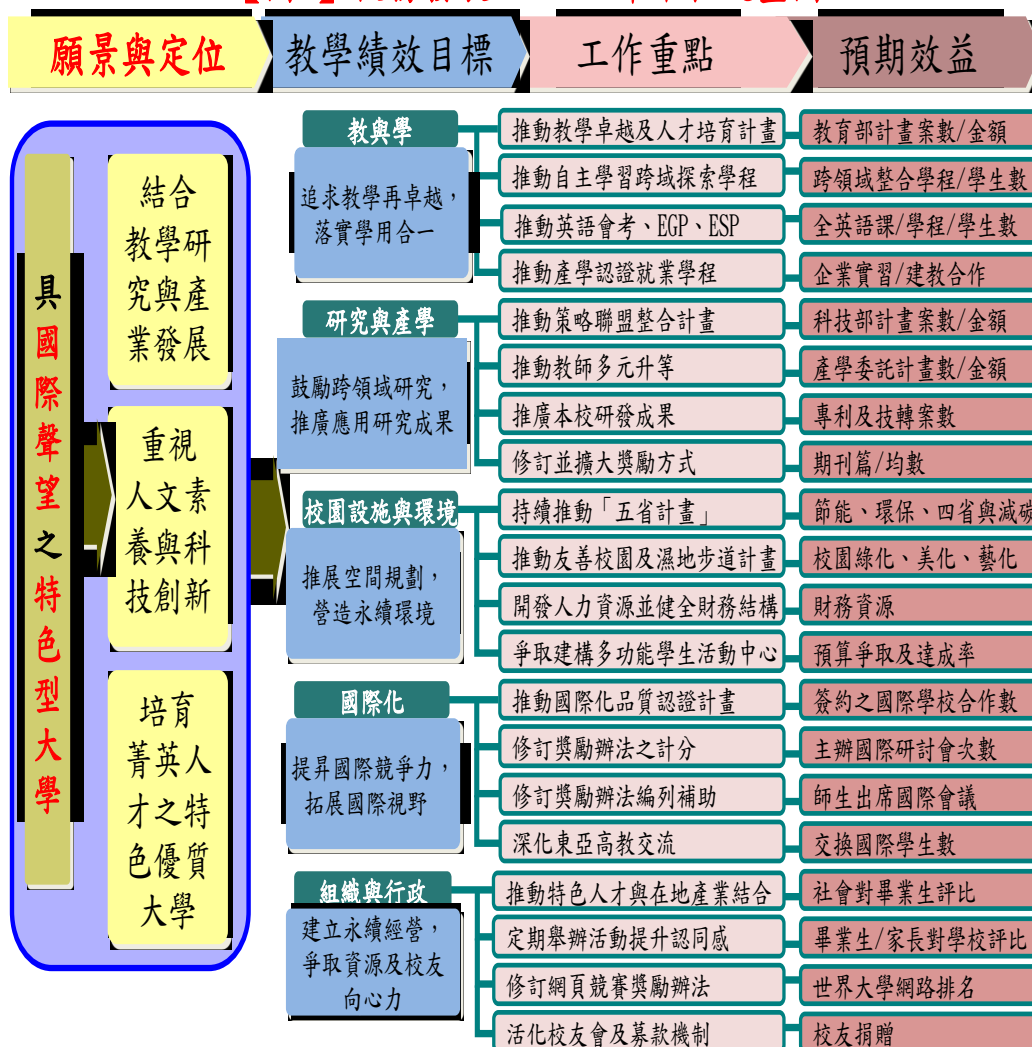 願景與定位
教學績效目標
工作重點
預期效益
具國際聲望之特色型大學
結合
教學研
究與產
業發展
重視
人文素
養與科
技創新
培育
菁英人
才之特
色優質
大學
教與學
追求教學再卓越，
落實學用合一
推動教學卓越及人才培育計畫
教育部計畫案數/金額
推動自主學習跨域探索學程
跨領域整合學程/學生數
推動英語會考、EGP、ESP
全英語課/學程/學生數
推動產學認證就業學程
企業實習/建教合作
研究與產學
鼓勵跨領域研究，
推廣應用研究成果
推動策略聯盟整合計畫
科技部計畫案數/金額
推動教師多元升等
產學委託計畫數/金額
推廣本校研發成果
專利及技轉案數
修訂並擴大獎勵方式
期刊篇/均數
校園設施與環境
推展空間規劃，
營造永續環境
持續推動「五省計畫」
節能、環保、四省與減碳
推動友善校園及濕地步道計畫
校園綠化、美化、藝化
開發人力資源並健全財務結構
財務資源
爭取建構多功能學生活動中心
預算爭取及達成率
國際化
提昇國際競爭力，
拓展國際視野
推動國際化品質認證計畫
簽約之國際學校合作數
修訂獎勵辦法之計分
主辦國際研討會次數
修訂獎勵辦法編列補助
師生出席國際會議
深化東亞高教交流
交換國際學生數
組織與行政
建立永續經營，
爭取資源及校友
向心力
推動特色人才與在地產業結合
社會對畢業生評比
定期舉辦活動提升認同感
畢業生/家長對學校評比
修訂網頁競賽獎勵辦法
世界大學網路排名
活化校友會及募款機制
校友捐贈